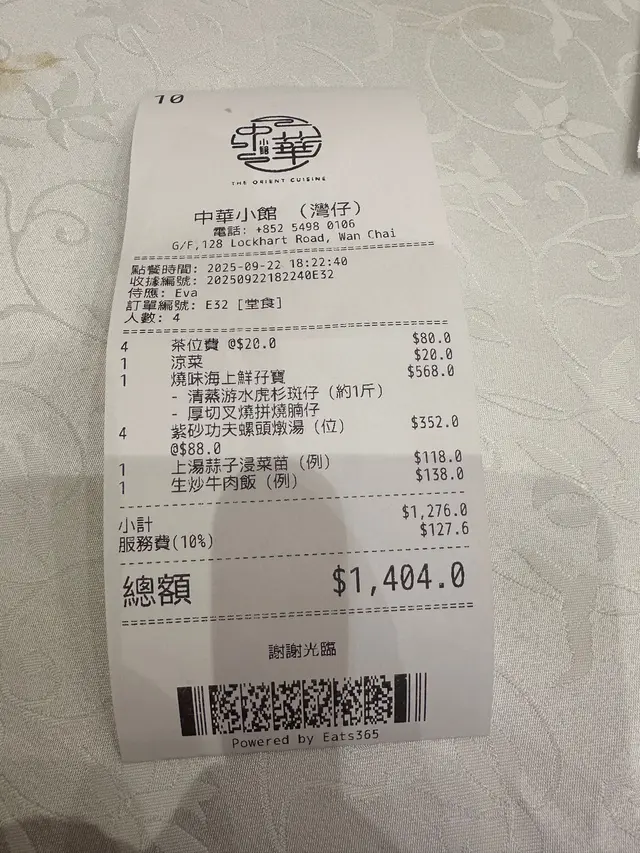 10
中華小館
THE ORIENT CUISINE
中華小館 （灣仔）
電話: +852 5498 0106
G/F,128 Lockhart Road, Wan Chai
點餐時間: 2025-09-22 18:22:40
收據編號: 20250922182240E32
侍應: Eva
訂單編號: E32 [堂食]
人數: 4
4 茶位費 @$20.0 $80.0
1 涼菜 $20.0
1 燒味海上鮮孖寶 $568.0
- 清蒸游水虎杉斑仔（約1斤）
- 厚切叉燒拼燒腩仔
4 紫砂功夫螺頭燉湯（位） $352.0
@$88.0
1 上湯蒜子浸菜苗（例） $118.0
1 生炒牛肉飯（例） $138.0
小計 $1,276.0
服務費(10%) $127.6
總額 $1,404.0
謝謝光臨
Powered by Eats365